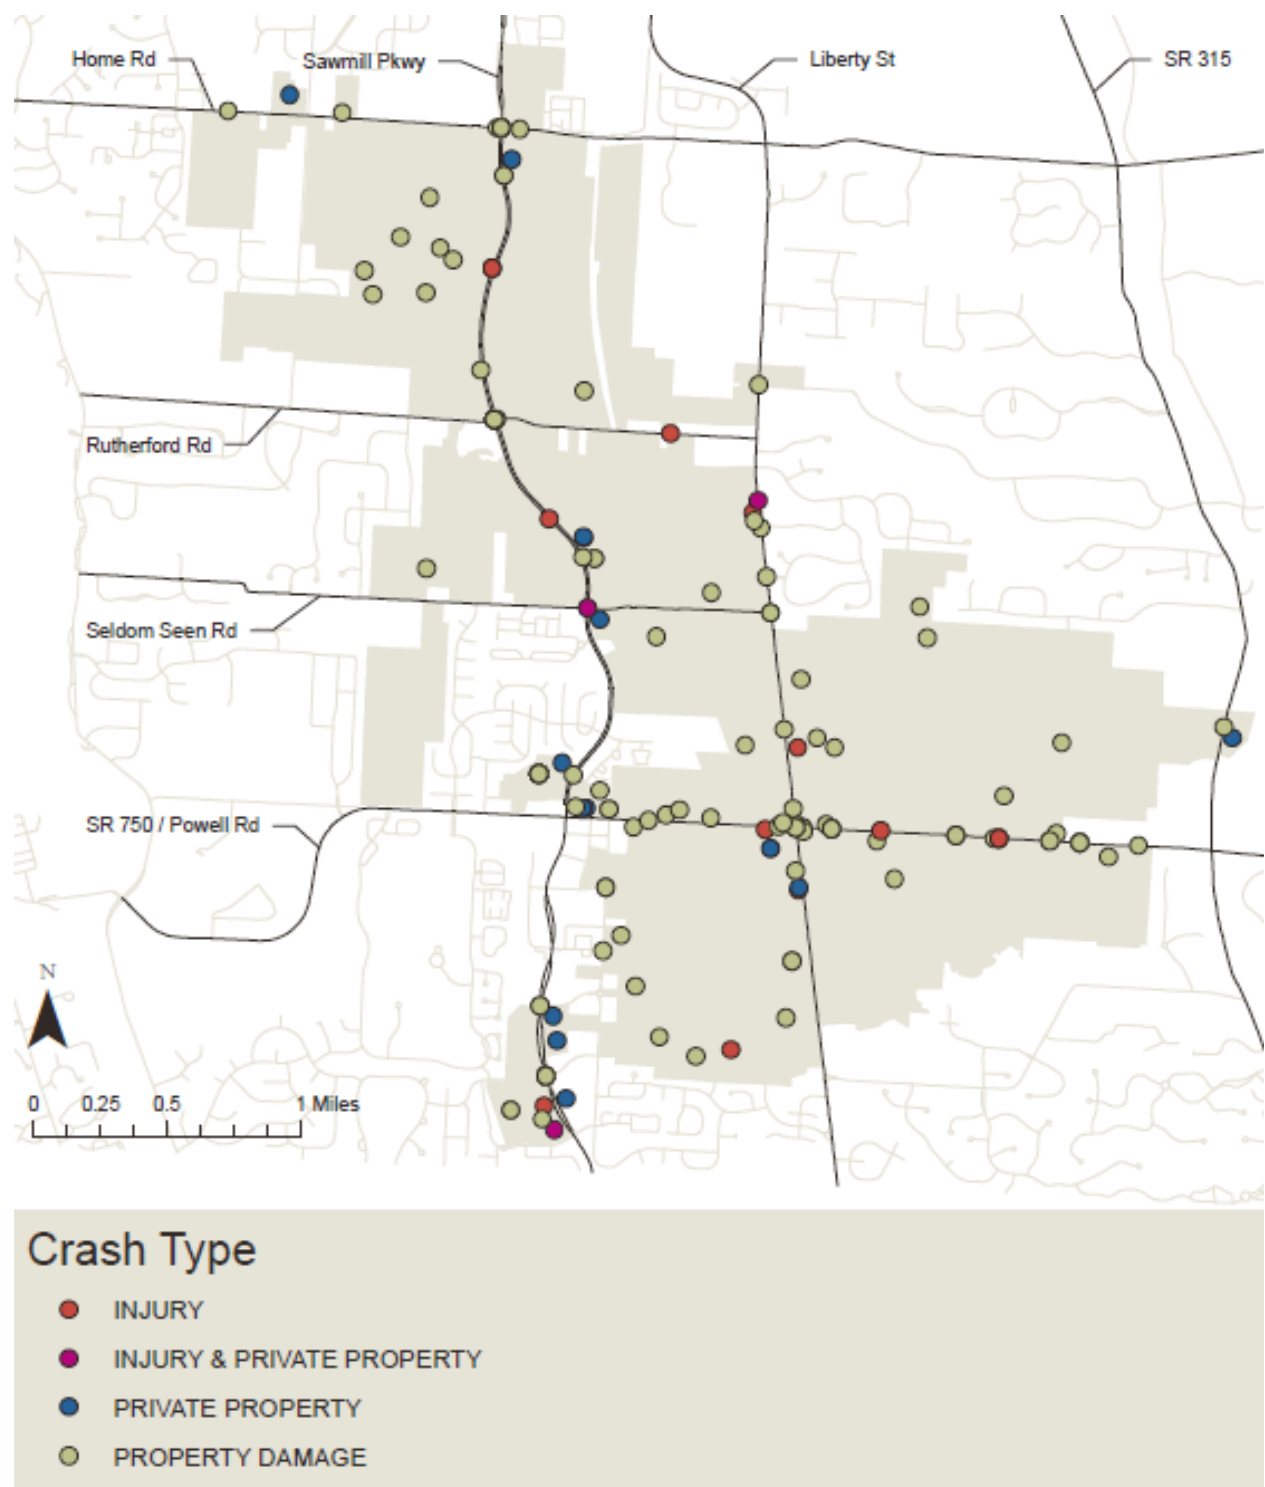 Home Rd
Sawmill Pkwy
Liberty St
SR 315
Rutherford Rd
Seldom Seen Rd
SR 750 / Powell Rd
N
0 0.25 0.5 1 Miles
Crash Type
INJURY
INJURY & PRIVATE PROPERTY
PRIVATE PROPERTY
PROPERTY DAMAGE